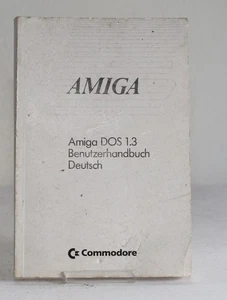 AMIGA
Amiga DOS 1.3
Benutzerhandbuch
Deutsch
Commodore